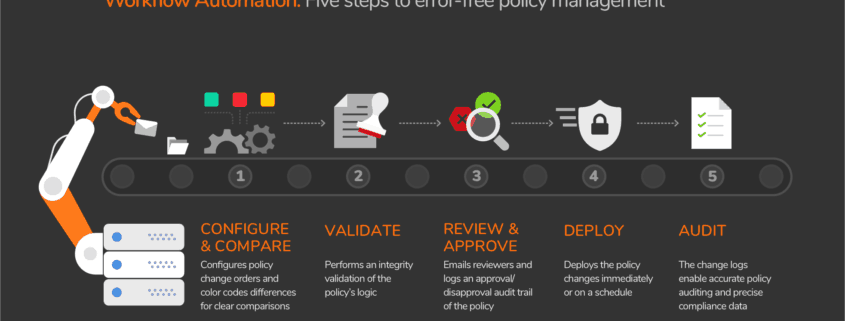 Workflow Automation: Five steps to error-free policy management
1 2 3 4 5
CONFIGURE
& COMPARE
Configures policy
change orders and
color codes differences
for clear comparisons
VALIDATE
Performs an integrity
validation of the
policy's logic
REVIEW &
APPROVE
Emails reviewers and
logs an approval/
disapproval audit trail
of the policy
DEPLOY
Deploys the policy
changes immediately
or on a schedule
AUDIT
The change logs
enable accurate policy
auditing and precise
compliance data